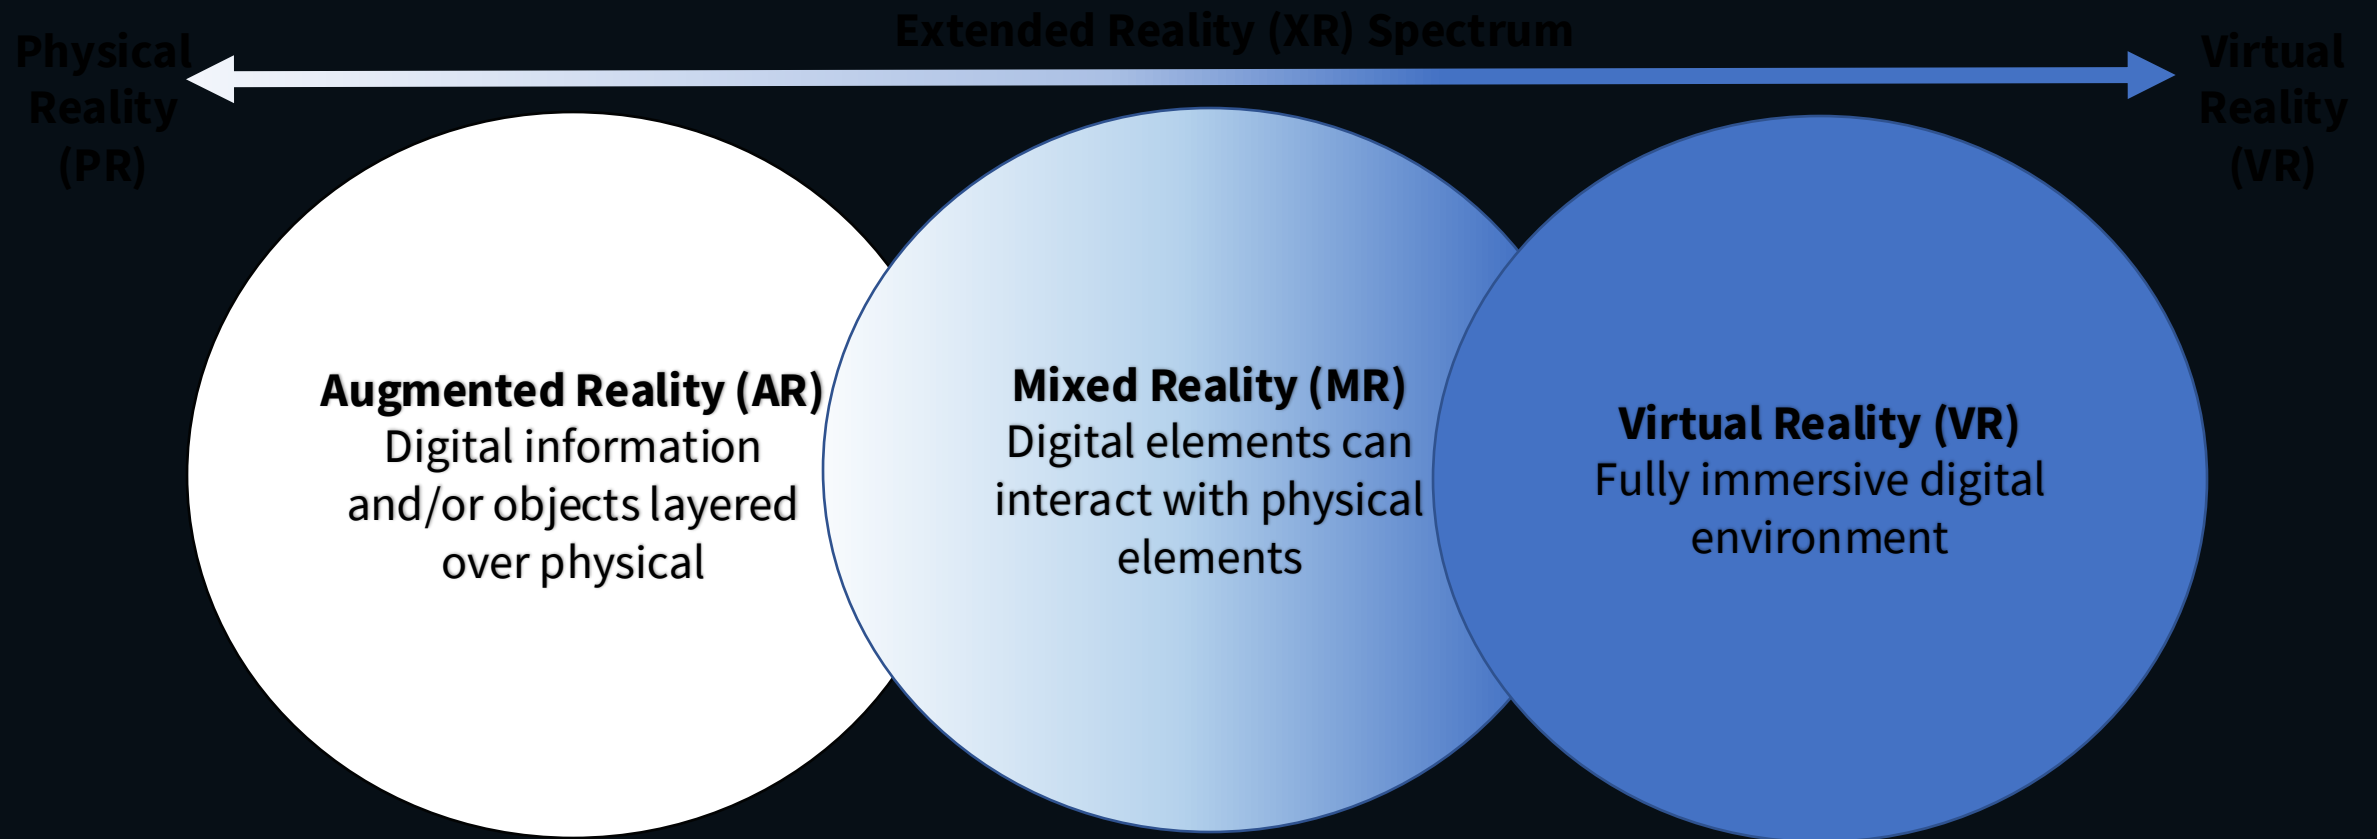 Extended Reality (XR) Spectrum
Physical
Reality
(PR)
Virtual
Reality
(VR)
Augmented Reality (AR)
Digital information
and/or objects layered
over physical
Mixed Reality (MR)
Digital elements can
interact with physical
elements
Virtual Reality (VR)
Fully immersive digital
environment